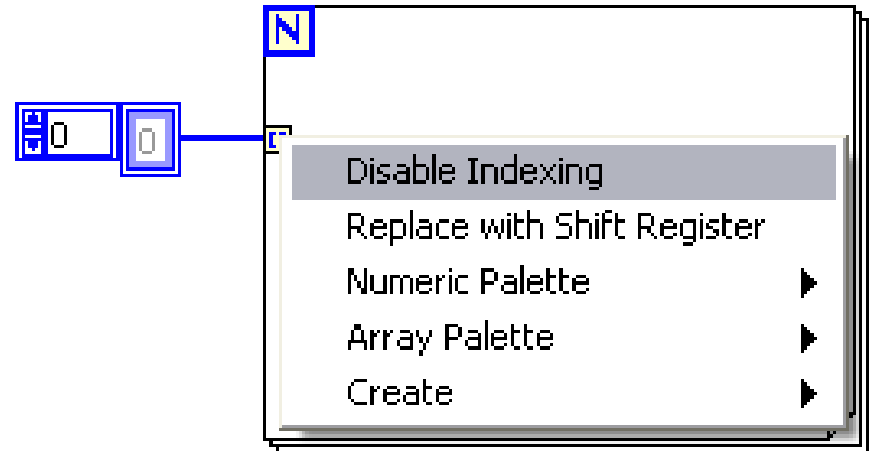 N
0 0
Disable Indexing
Replace with Shift Register
Numeric Palette
Array Palette
Create